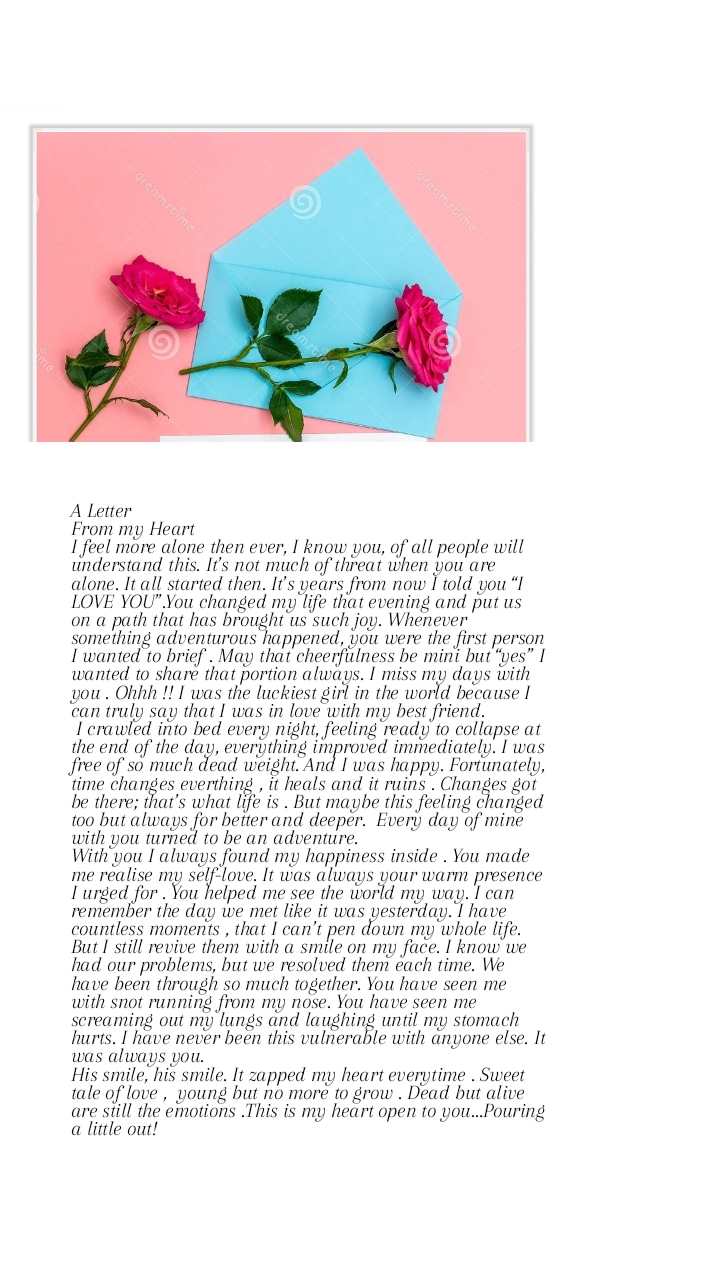 dreamstime
dreamstime
dreamstime
A Letter
From my Heart
I feel more alone then ever, I know you, of all people will
understand this. It's not much of threat when you are
alone. It all started then. It's years from now I told you “I
LOVE YOU”.You changed my life that evening and put us
on a path that has brought us such joy. Whenever
something adventurous happened, you were the first person
I wanted to brief . May that cheerfulness be mini but “yes” I
wanted to share that portion always. I miss my days with
you . Ohhh !! I was the luckiest girl in the world because I
can truly say that I was in love with my best friend.
I crawled into bed every night, feeling ready to collapse at
the end of the day, everything improved immediately. I was
free of so much dead weight. And I was happy. Fortunately,
time changes everthing , it heals and it ruins . Changes got
be there; that's what life is . But maybe this feeling changed
too but always for better and deeper.  Every day of mine
with you turned to be an adventure.
With you I always found my happiness inside . You made
me realise my self-love. It was always your warm presence
I urged for . You helped me see the world my way. I can
remember the day we met like it was yesterday. I have
countless moments , that I can't pen down my whole life.
But I still revive them with a smile on my face. I know we
had our problems, but we resolved them each time. We
have been through so much together. You have seen me
with snot running from my nose. You have seen me
screaming out my lungs and laughing until my stomach
hurts. I have never been this vulnerable with anyone else. It
was always you.
His smile, his smile. It zapped my heart everytime . Sweet
tale of love ,  young but no more to grow . Dead but alive
are still the emotions .This is my heart open to you...Pouring
a little out!